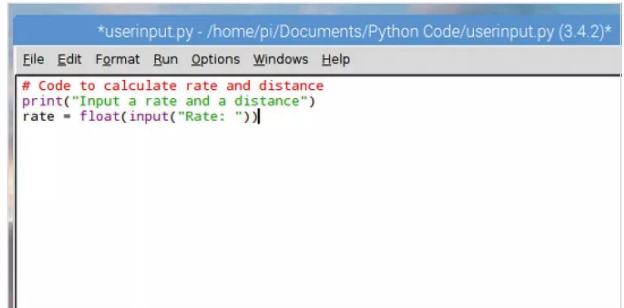 *userinput.py - /home/pi/Documents/Python Code/userinput.py (3.4.2)*
File Edit Format Run Options Windows Help
# Code to calculate rate and distance
print("Input a rate and a distance")
rate = float(input("Rate: "))